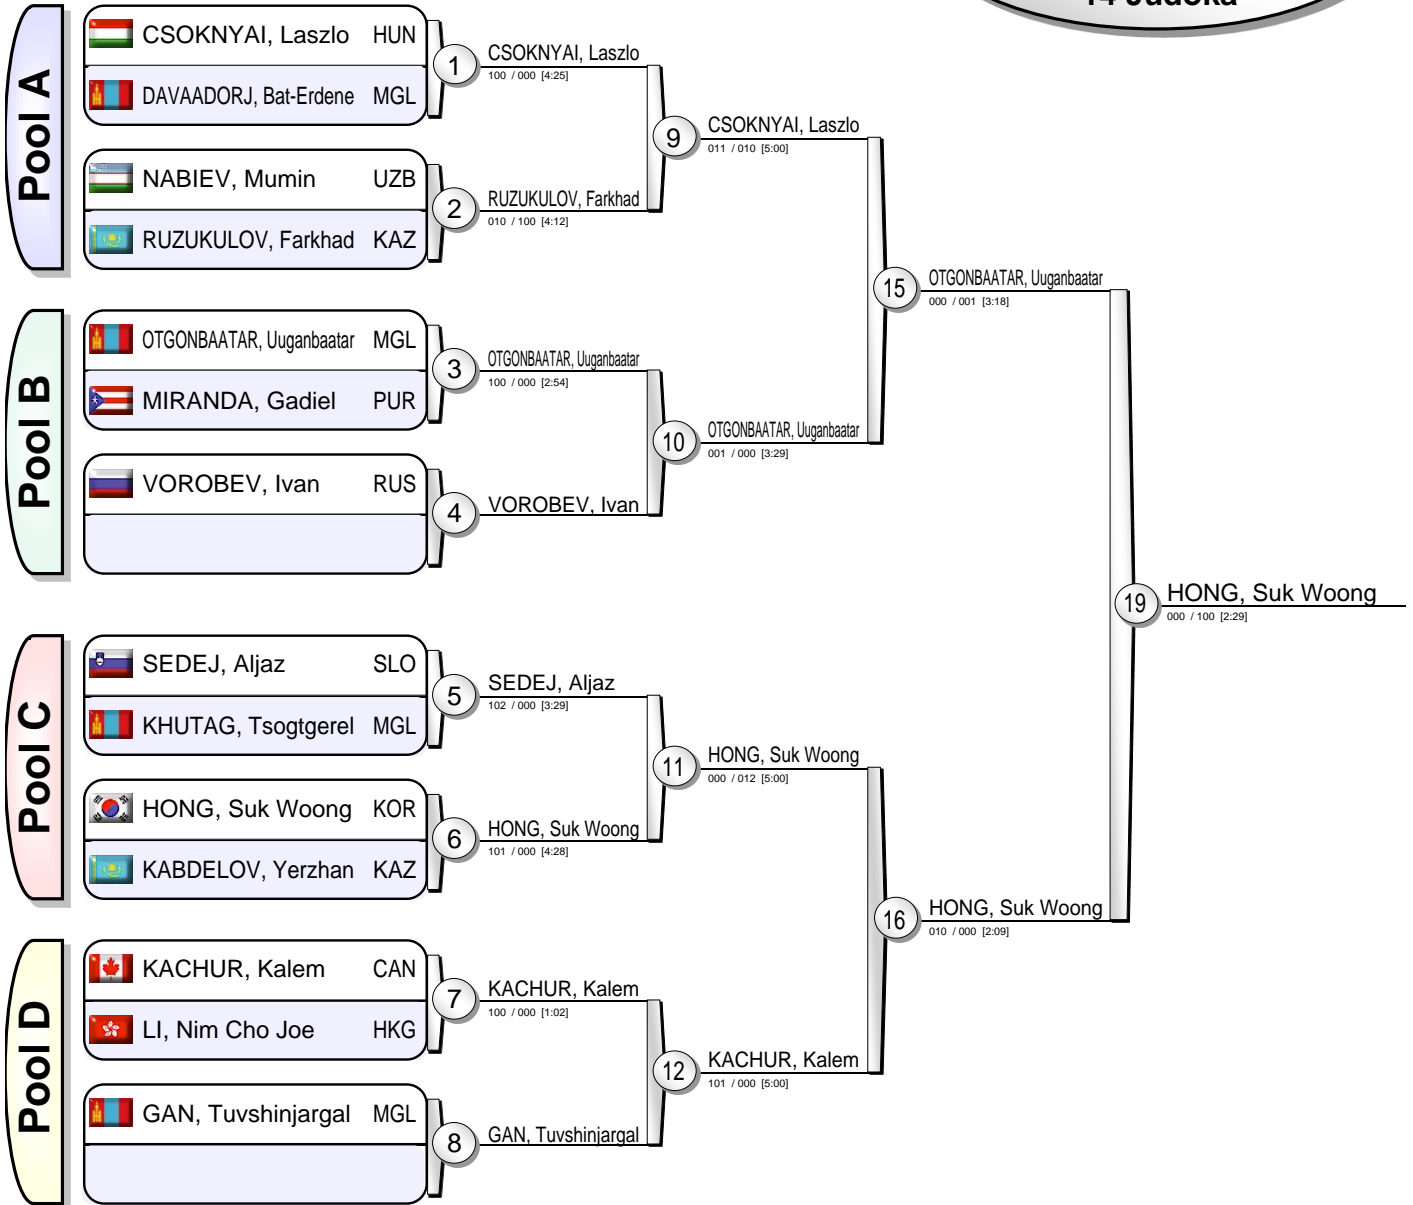 14 Judoka
Pool A
CSOKNYAI, Laszlo HUN
DAVAADORJ, Bat-Erdene MGL
NABIEV, Mumin UZB
RUZUKULOV, Farkhad KAZ
Pool B
OTGONBAATAR, Uuganbaatar MGL
MIRANDA, Gadiel PUR
VOROBEV, Ivan RUS
Pool C
SEDEJ, Aljaz SLO
KHUTAG, Tsogtgerel MGL
HONG, Suk Woong KOR
KABDELOV, Yerzhan KAZ
Pool D
KACHUR, Kalem CAN
LI, Nim Cho Joe HKG
GAN, Tuvshinjargal MGL
1
CSOKNYAI, Laszlo
100 / 000 [4:25]
2
RUZUKULOV, Farkhad
010 / 100 [4:12]
3
OTGONBAATAR, Uuganbaatar
100 / 000 [2:54]
4
VOROBEV, Ivan
5
SEDEJ, Aljaz
102 / 000 [3:29]
6
HONG, Suk Woong
101 / 000 [4:28]
7
KACHUR, Kalem
100 / 000 [1:02]
8
GAN, Tuvshinjargal
9
CSOKNYAI, Laszlo
011 / 010 [5:00]
10
OTGONBAATAR, Uuganbaatar
001 / 000 [3:29]
11
HONG, Suk Woong
000 / 012 [5:00]
12
KACHUR, Kalem
101 / 000 [5:00]
15
OTGONBAATAR, Uuganbaatar
000 / 001 [3:18]
16
HONG, Suk Woong
010 / 000 [2:09]
19
HONG, Suk Woong
000 / 100 [2:29]